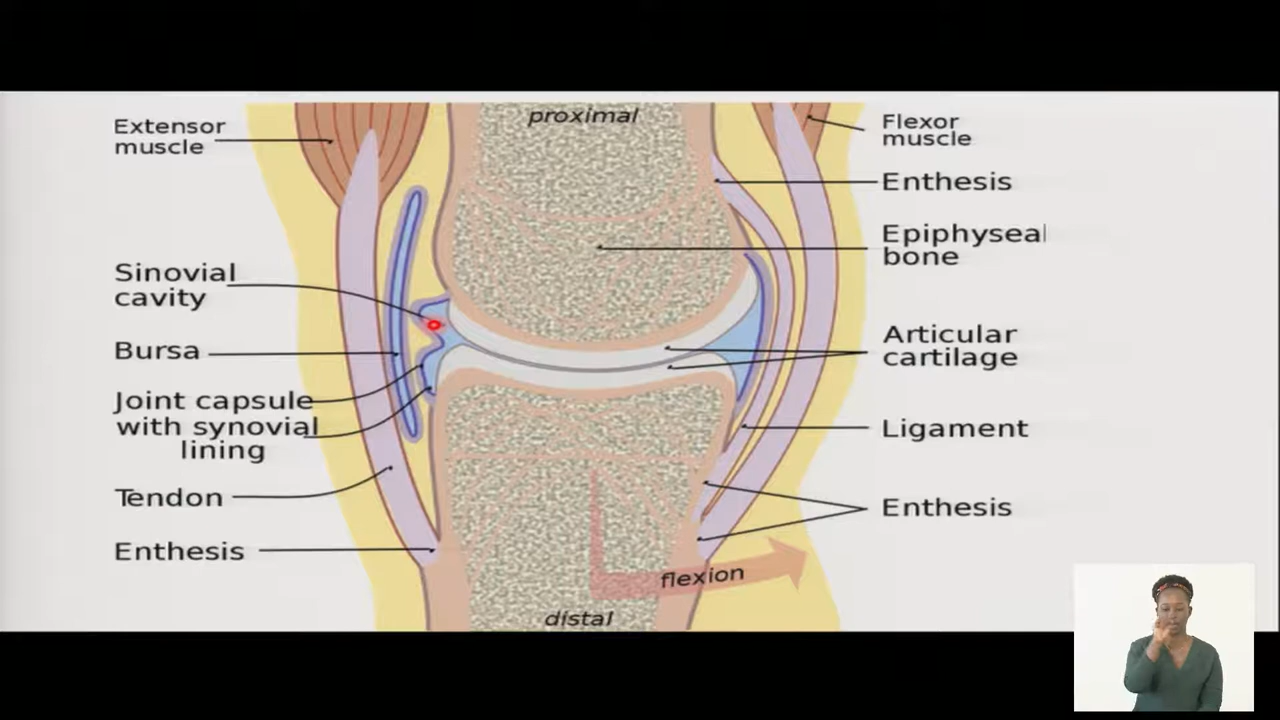 proximal
Extensor
muscle
Sinovial
cavity
Bursa
Joint capsule
with synovial
lining
Tendon
Enthesis
Flexor
muscle
Enthesis
Epiphyseal
bone
Articular
cartilage
Ligament
Enthesis
flexion
distal